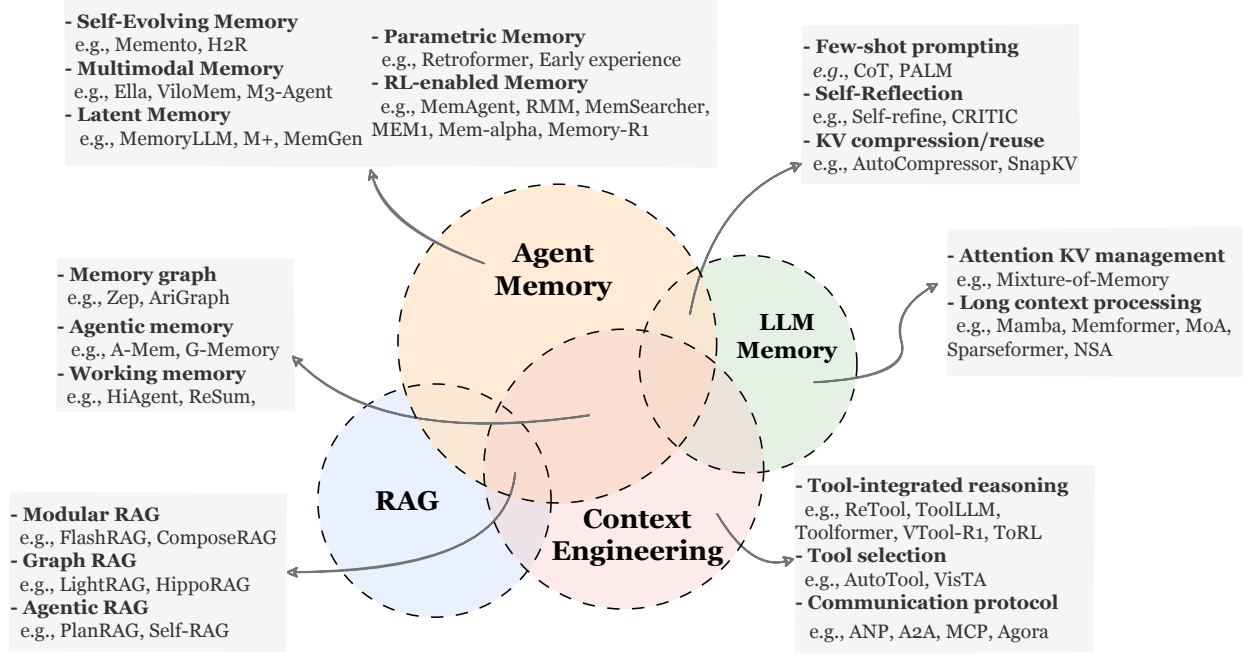 - Self-Evolving Memory
e.g., Memento, H2R
- Multimodal Memory
e.g., Ella, ViloMem, M3-Agent
- Latent Memory
e.g., MemoryLLM, M+, MemGen
- Parametric Memory
e.g., Retroformer, Early experience
- RL-enabled Memory
e.g., MemAgent, RMM, MemSearcher,
MEM1, Mem-alpha, Memory-R1
- Few-shot prompting
e.g., CoT, PALM
- Self-Reflection
e.g., Self-refine, CRITIC
- KV compression/reuse
e.g., AutoCompressor, SnapKV
- Memory graph
e.g., Zep, AriGraph
- Agentic memory
e.g., A-Mem, G-Memory
- Working memory
e.g., HiAgent, ReSum,
Agent
Memory
LLM
Memory
- Attention KV management
e.g., Mixture-of-Memory
- Long context processing
e.g., Mamba, Memformer, MoA,
Sparseformer, NSA
RAG
Context
Engineering
- Modular RAG
e.g., FlashRAG, ComposeRAG
- Graph RAG
e.g., LightRAG, HippoRAG
- Agentic RAG
e.g., PlanRAG, Self-RAG
- Tool-integrated reasoning
e.g., ReTool, ToolLLM,
Toolformer, VTool-R1, ToRL
- Tool selection
e.g., AutoTool, VisTA
- Communication protocol
e.g., ANP, A2A, MCP, Agora